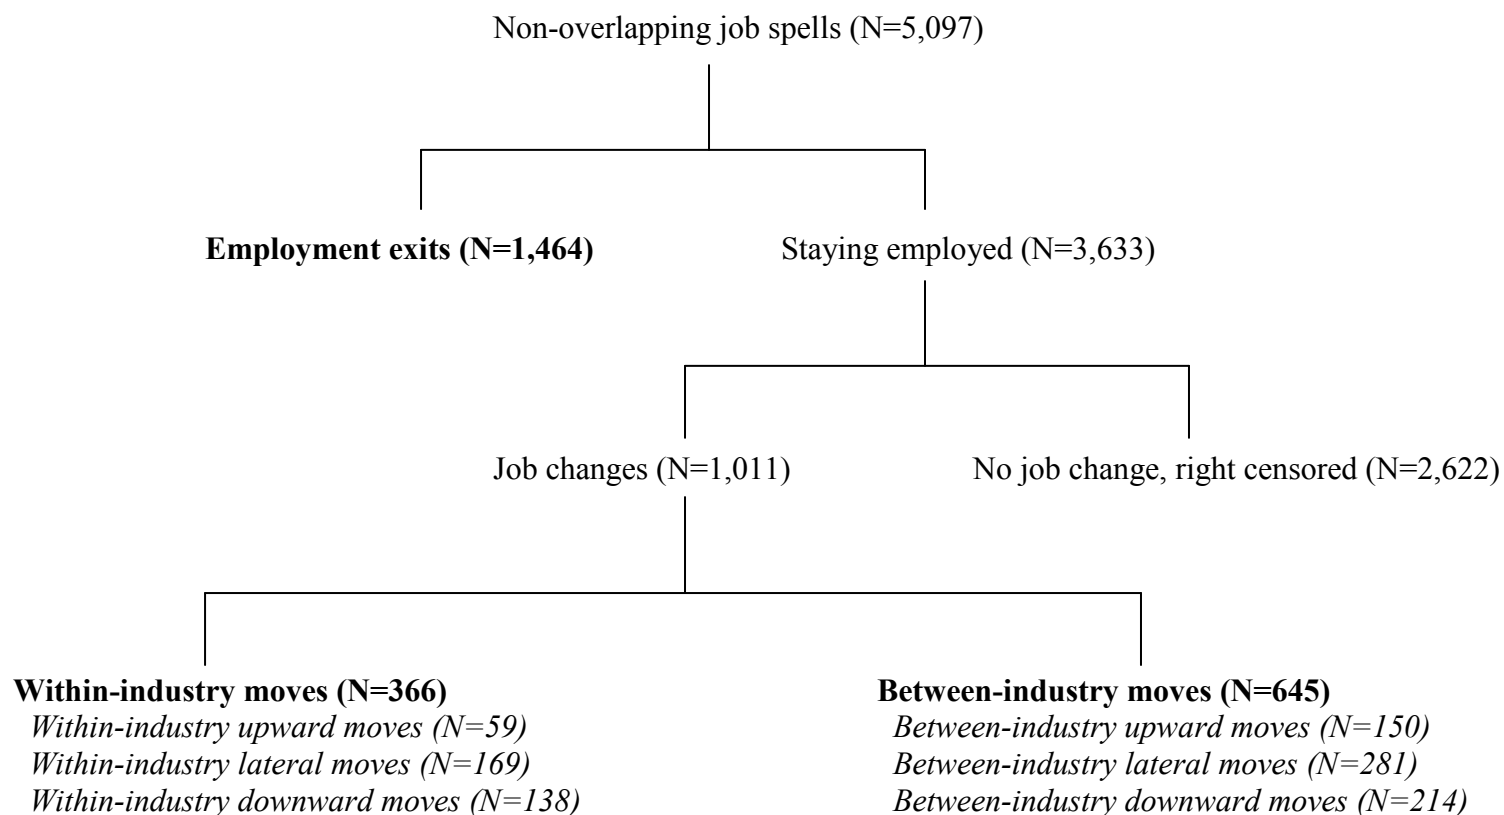 Non-overlapping job spells (N=5,097)
Employment exits (N=1,464)
Staying employed (N=3,633)
Job changes (N=1,011)
No job change, right censored (N=2,622)
Within-industry moves (N=366)
Within-industry upward moves (N=59)
Within-industry lateral moves (N=169)
Within-industry downward moves (N=138)
Between-industry moves (N=645)
Between-industry upward moves (N=150)
Between-industry lateral moves (N=281)
Between-industry downward moves (N=214)